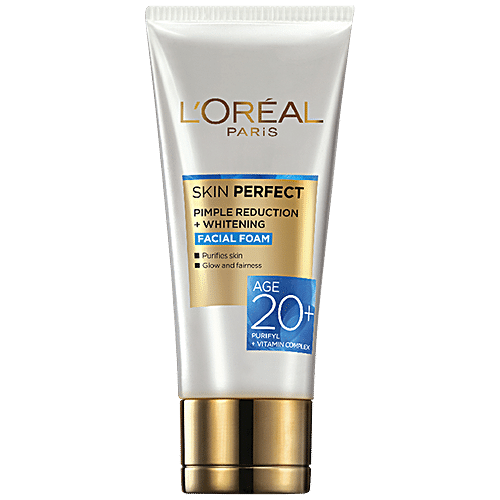 L'ORÉAL
PARiS
SKIN PERFECT
PIMPLE REDUCTION
+ WHITENING
FACIAL FOAM
■ Purifies skin
■ Glow and fairness
AGE
20+
PURIFYL
+ VITAMIN COMPLEX